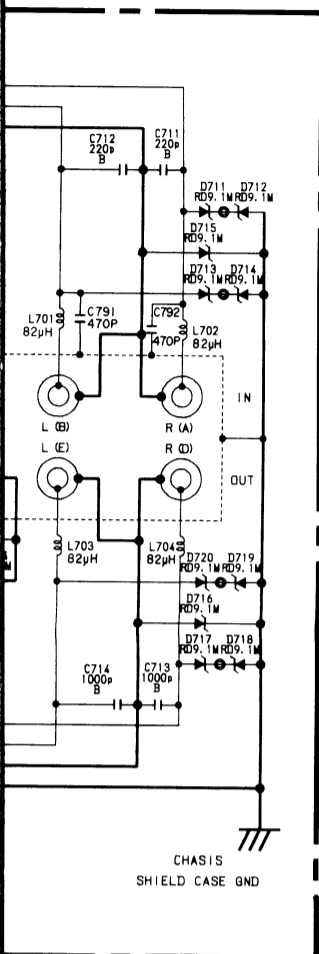 C712 C711
220p 220p
B B
D711 D712
RD9.1M RD9.1M
D715
RD9.1M
D713 D714
RD9.1M RD9.1M
L701 C791 C792 L702
82μH 470P 470P 82μH
L (B) R (A) IN
L (E) R (D) OUT
L703 L704
82μH 82μH
D720 D719
RD9.1M RD9.1M
D716
RD9.1M
D717 D718
RD9.1M RD9.1M
C714 C713
1000p 1000p
B B
CHASIS
SHIELD CASE GND